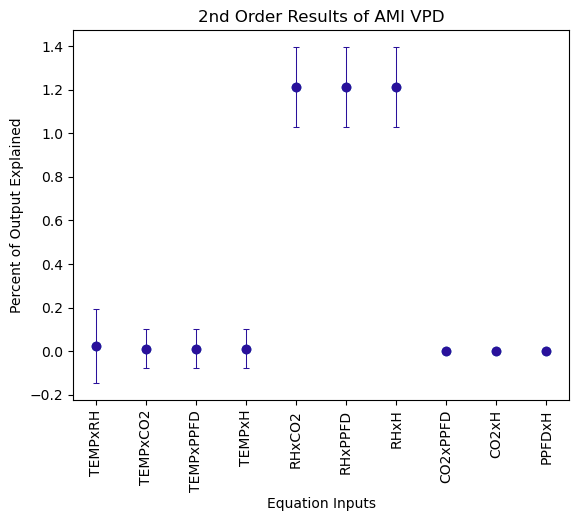 2nd Order Results of AMI VPD
Percent of Output Explained
1.4
1.2
1.0
0.8
0.6
0.4
0.2
0.0
−0.2
TEMPxRH
TEMPxCO2
TEMPxPPFD
TEMPxH
RHxCO2
RHxPPFD
RHxH
CO2xPPFD
CO2xH
PPFDxH
Equation Inputs